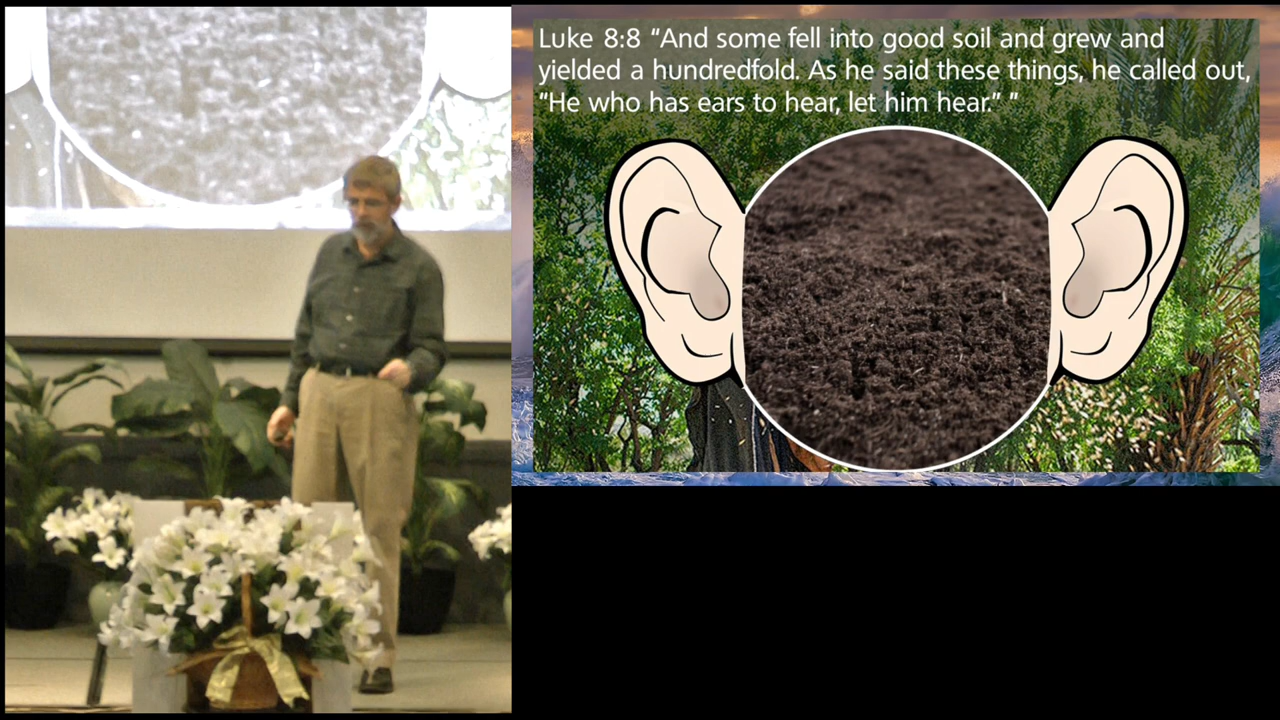 Luke 8:8 “And some fell into good soil and grew and
yielded a hundredfold. As he said these things, he called out,
“He who has ears to hear, let him hear.” ”